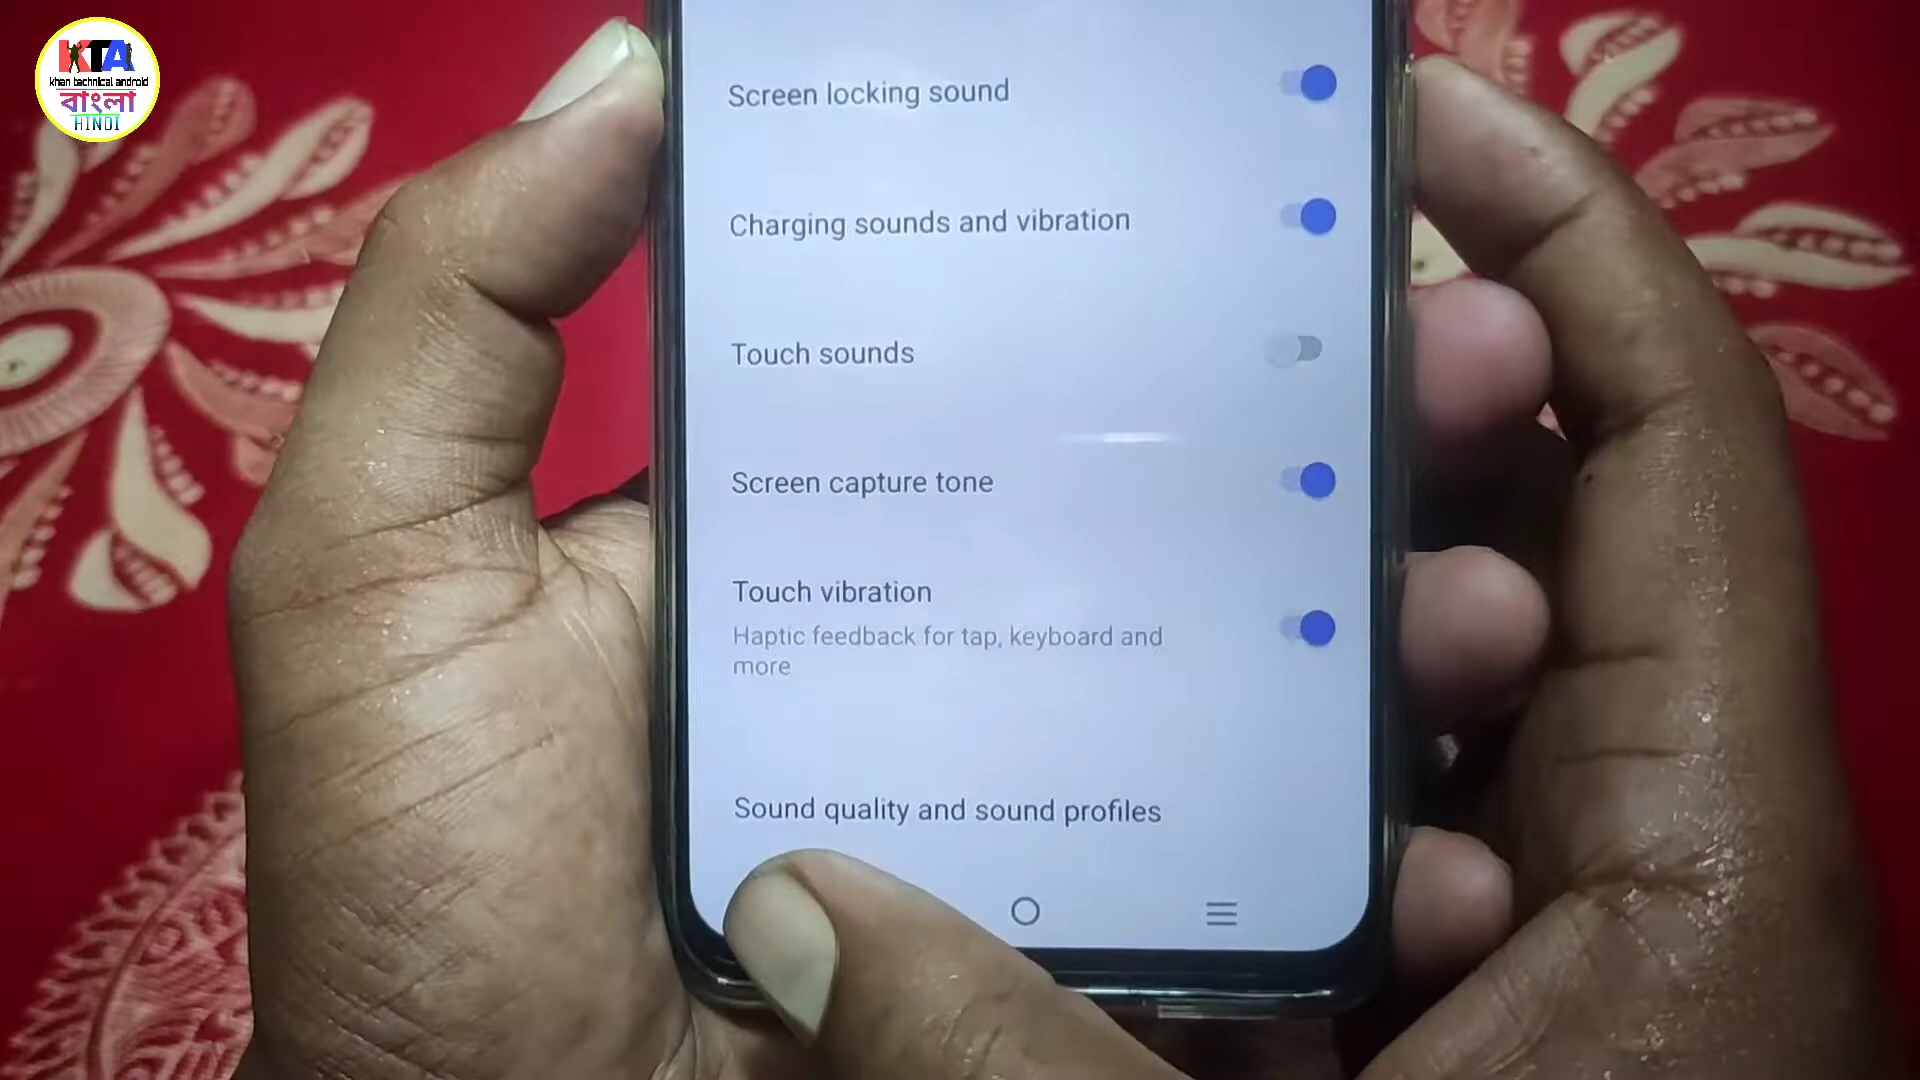 KTA
khan technical android
বাংলা
HINDI
Screen locking sound
Charging sounds and vibration
Touch sounds
Screen capture tone
Touch vibration
Haptic feedback for tap, keyboard and
more
Sound quality and sound profiles